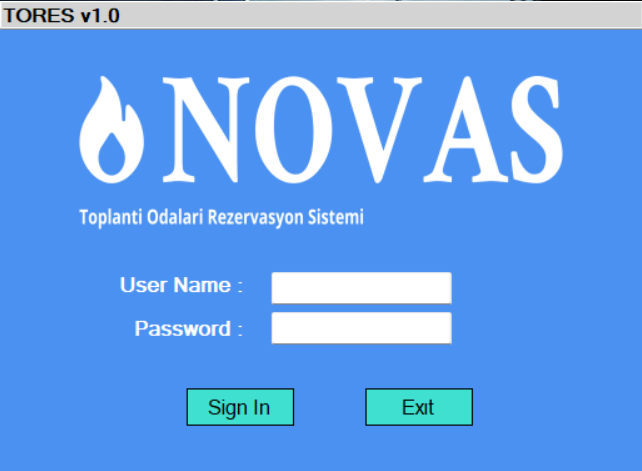 TORES v1.0
NOVAS
Toplanti Odalari Rezervasyon Sistemi
User Name :
Password :
Sign In
Exit